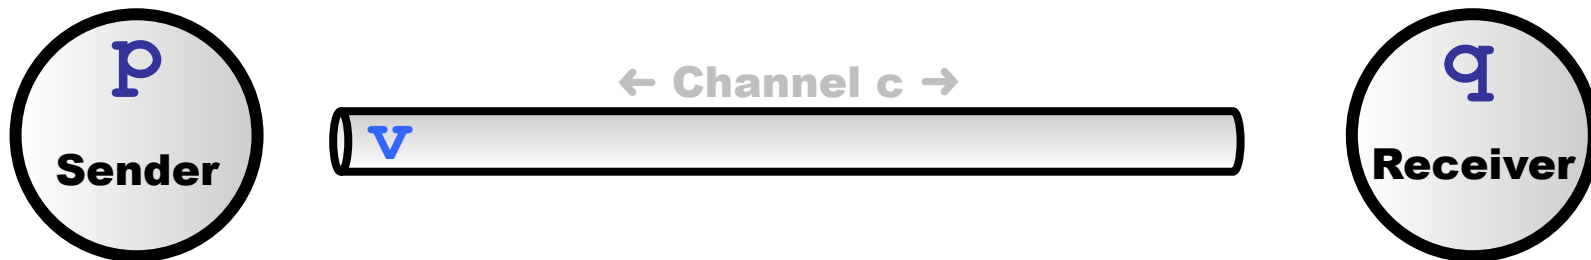 p
Sender
← Channel c →
v
q
Receiver